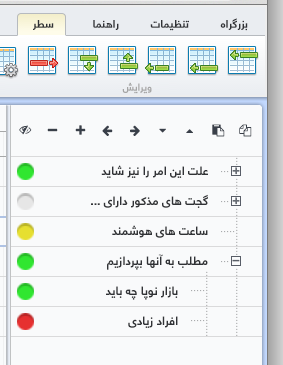 بزرگراه تنظیمات راهنما سطر
ویرایش
علت این امر را نیز شاید
گجت های مذکور دارای ...
ساعت های هوشمند
مطلب به آنها بپردازیم
بازار نوپا چه باید
افراد زیادی